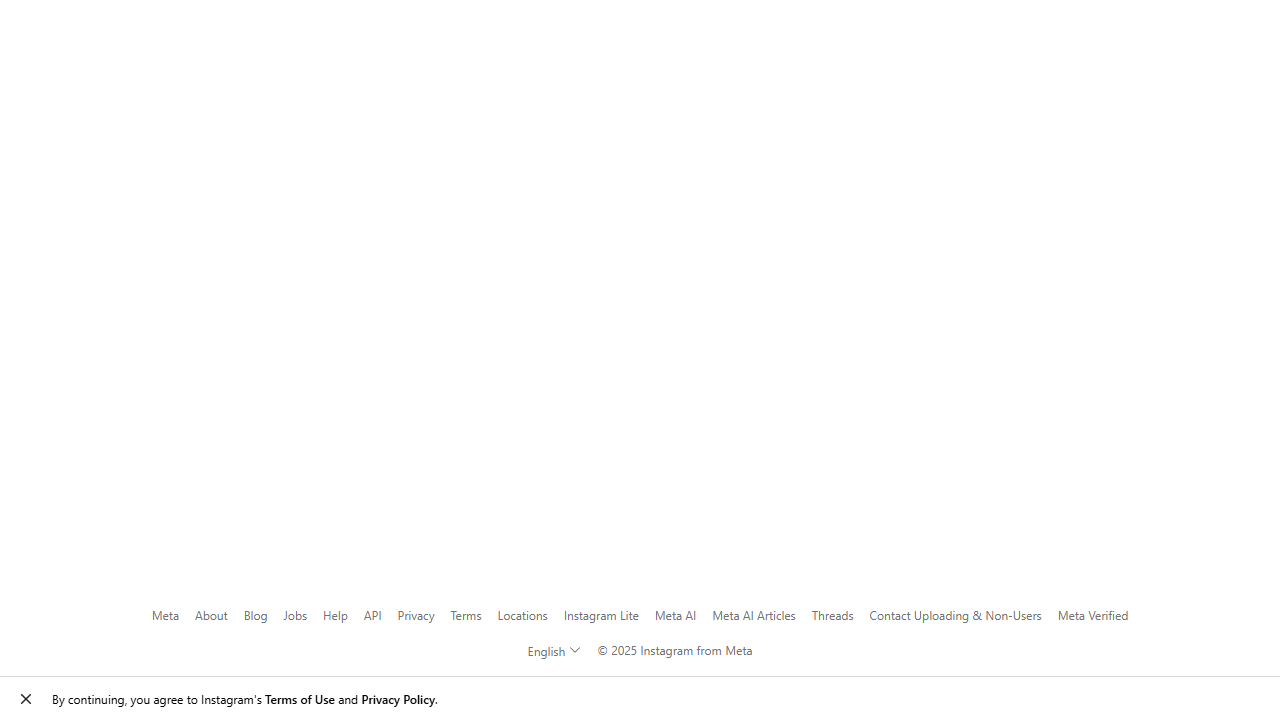 Meta About Blog Jobs Help API Privacy Terms Locations Instagram Lite Meta AI Meta AI Articles Threads Contact Uploading & Non-Users Meta Verified
English © 2025 Instagram from Meta
By continuing, you agree to Instagram's Terms of Use and Privacy Policy.